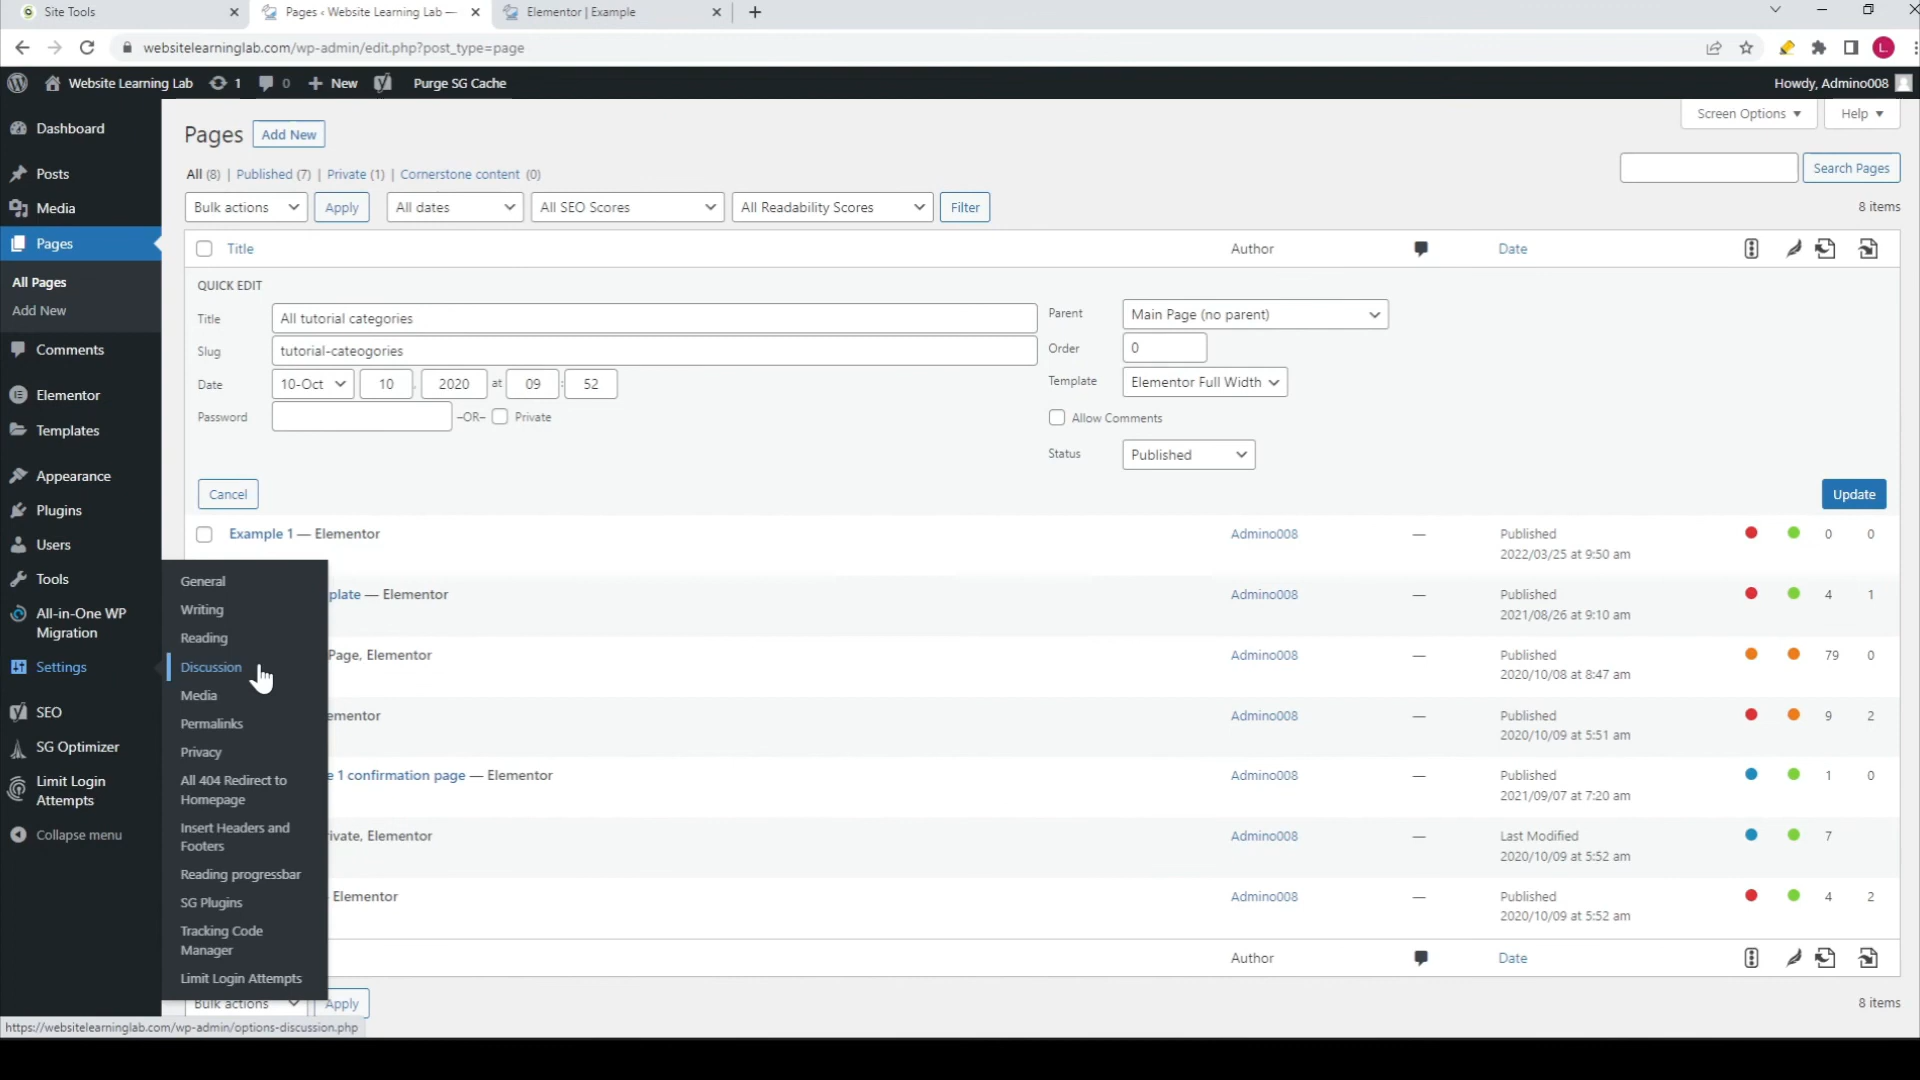 Site Tools
Pages ‹ Website Learning Lab —
Elementor | Example
websitelearninglab.com/wp-admin/edit.php?post_type=page
L
Website Learning Lab 1 0 New Purge SG Cache
Howdy, Admino008
Dashboard
Posts
Media
Pages
All Pages
Add New
Comments
Elementor
Templates
Appearance
Plugins
Users
Tools
All-in-One WP
Migration
Settings
SEO
SG Optimizer
Limit Login
Attempts
Collapse menu
General
Writing
Reading
Discussion
Media
Permalinks
Privacy
All 404 Redirect to
Homepage
Insert Headers and
Footers
Reading progressbar
SG Plugins
Tracking Code
Manager
Limit Login Attempts
Screen Options Help
Pages Add New
All (8) | Published (7) | Private (1) | Cornerstone content (0)
Search Pages
Bulk actions Apply All dates All SEO Scores All Readability Scores Filter
8 items
Title Author Date
QUICK EDIT
Title All tutorial categories
Slug tutorial-cateogories
Date 10-Oct 10 , 2020 at 09 : 52
Password –OR– Private
Parent Main Page (no parent)
Order 0
Template Elementor Full Width
Allow Comments
Status Published
Cancel Update
Example 1 — Elementor Admino008 — Published 0 0
2022/03/25 at 9:50 am
plate — Elementor Admino008 — Published 4 1
2021/08/26 at 9:10 am
Page, Elementor Admino008 — Published 79 0
2020/10/08 at 8:47 am
ementor Admino008 — Published 9 2
2020/10/09 at 5:51 am
e 1 confirmation page — Elementor Admino008 — Published 1 0
2021/09/07 at 7:20 am
ivate, Elementor Admino008 — Last Modified 7
2020/10/09 at 5:52 am
Elementor Admino008 — Published 4 2
2020/10/09 at 5:52 am
Author Date
Bulk actions Apply
8 items
https://websitelearninglab.com/wp-admin/options-discussion.php